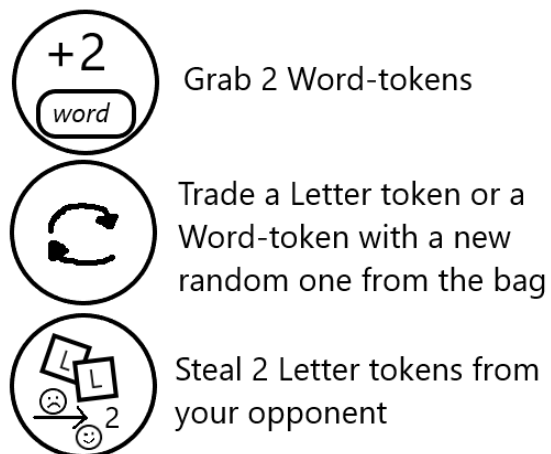 +2
word
Grab 2 Word-tokens
Trade a Letter token or a
Word-token with a new
random one from the bag
L
L
2
Steal 2 Letter tokens from
your opponent